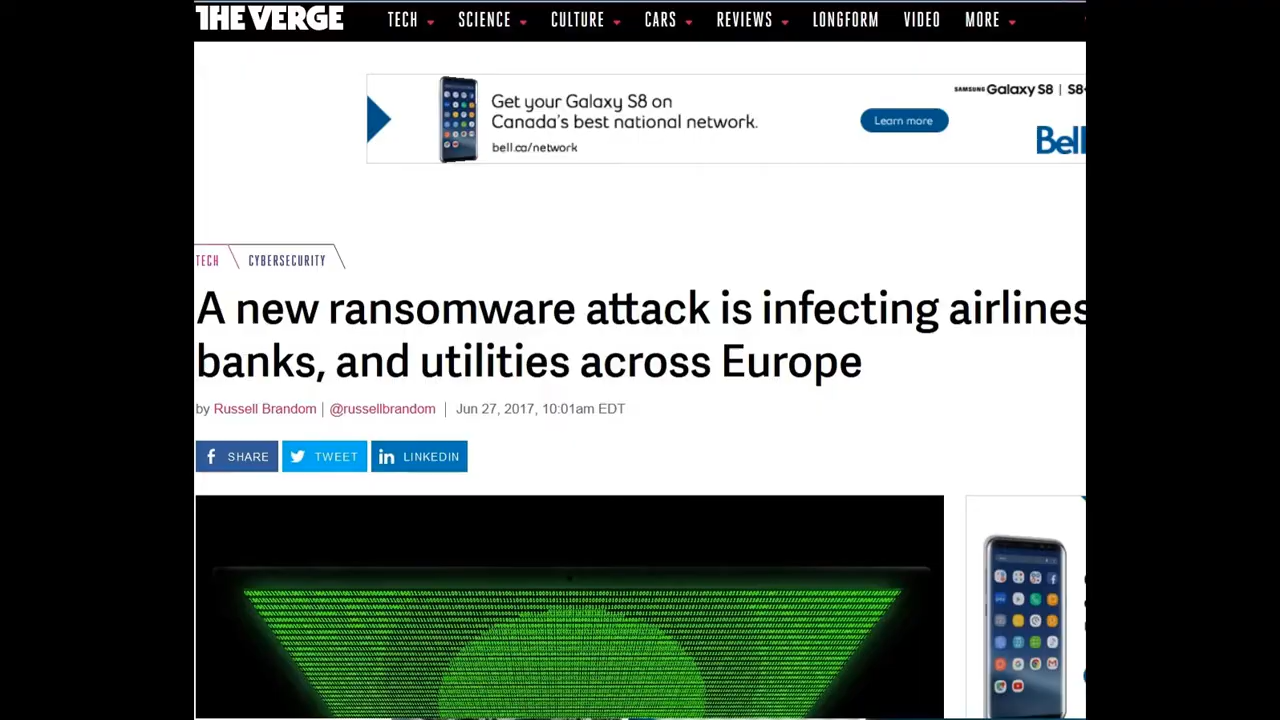 THE VERGE
TECH SCIENCE CULTURE CARS REVIEWS LONGFORM VIDEO MORE
Get your Galaxy S8 on
Canada's best national network.
bell.ca/network
Learn more
SAMSUNG Galaxy S8 | S8+
Bell
TECH CYBERSECURITY
A new ransomware attack is infecting airlines
banks, and utilities across Europe
by Russell Brandom | @russellbrandom | Jun 27, 2017, 10:01am EDT
SHARE TWEET LINKEDIN